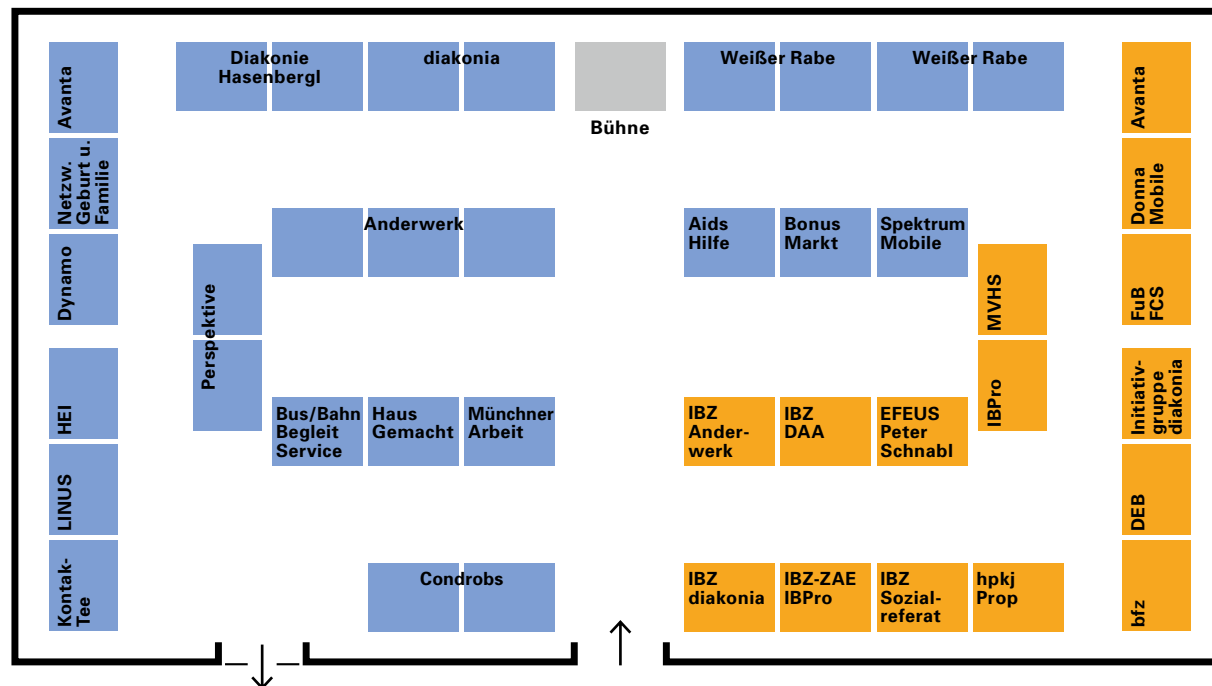 Avanta
Netzw.
Geburt u.
Familie
Dynamo
HEI
LINUS
Kontak-
Tee
Diakonie
Hasenbergl
diakonia
Bühne
Weißer Rabe
Weißer Rabe
Anderwerk
Perspektive
Bus/Bahn
Begleit
Service
Haus
Gemacht
Münchner
Arbeit
Condrobs
Aids
Hilfe
Bonus
Markt
Spektrum
Mobile
MVHS
IBPro
IBZ
Ander-
werk
IBZ
DAA
EFEUS
Peter
Schnabl
IBZ
diakonia
IBZ-ZAE
IBPro
IBZ
Sozial-
referat
hpkj
Prop
Avanta
Donna
Mobile
FuB
FCS
Initiativ-
gruppe
diakonia
DEB
bfz